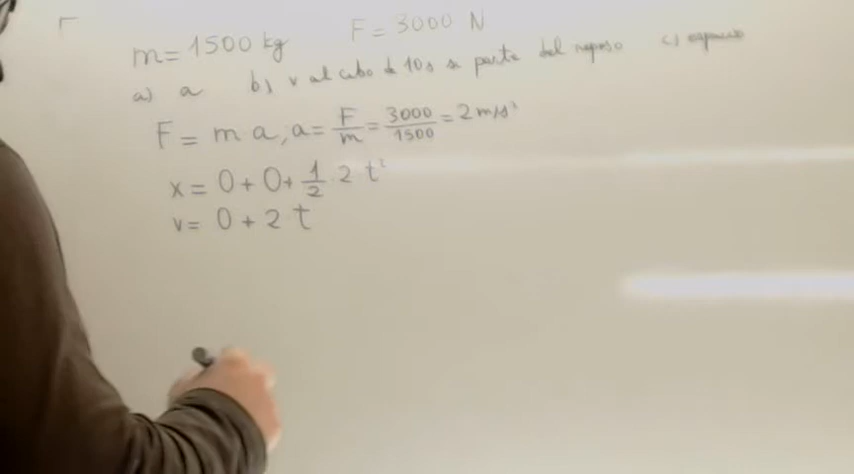 m = 1500 kg F = 3000 N
a) a b) v al cabo de 10 s si parte del reposo c) espacio
F = m a, a = F/m = 3000/1500 = 2 m/s²
x = 0 + 0 + 1/2 2 t²
v = 0 + 2 t